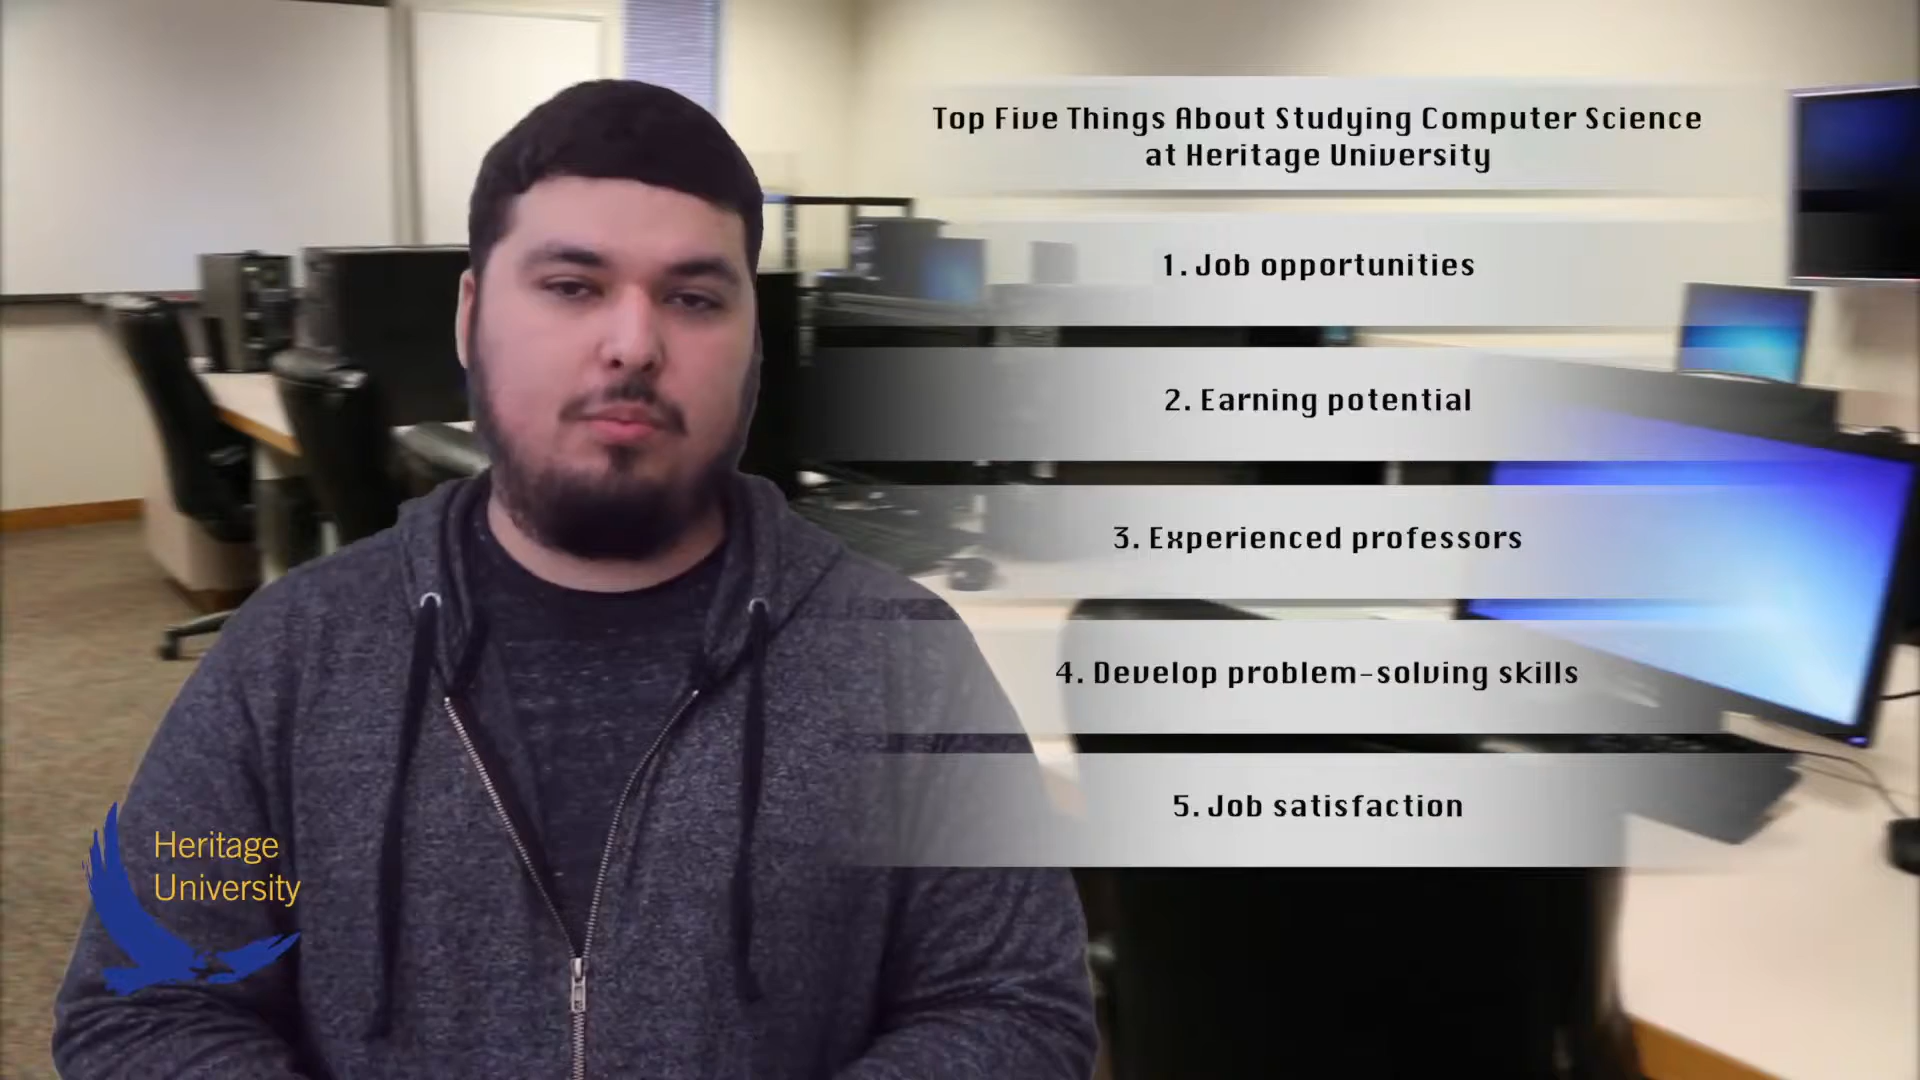 Top Five Things About Studying Computer Science
at Heritage University
1. Job opportunities
2. Earning potential
3. Experienced professors
4. Develop problem-solving skills
5. Job satisfaction
Heritage
University